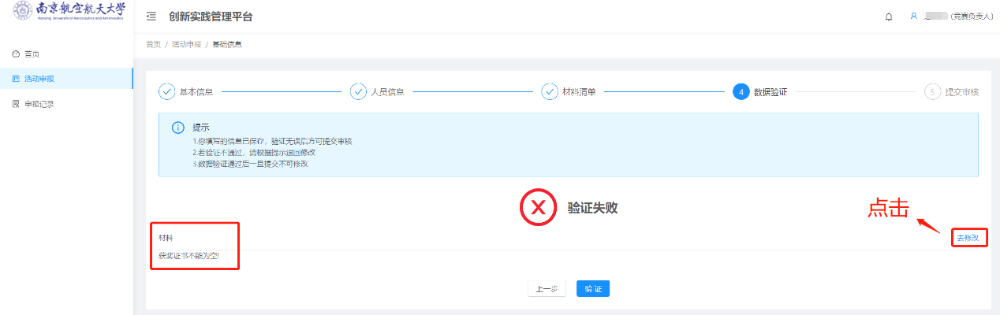 南京航空航天大学
Nanjing University of Aeronautics and Astronautics
创新实践管理平台
(竞赛负责人)
首页 / 活动申报 / 基础信息
首页
活动申报
申报记录
基本信息
人员信息
材料清单
4 数据验证
5 提交审核
提示
1.你填写的信息已保存，验证无误后方可提交审核
2.若验证不通过，请根据提示退回修改
3.数据验证通过后一旦提交不可修改
验证失败
点击
材料
去修改
获奖证书不能为空!
上一步
验 证